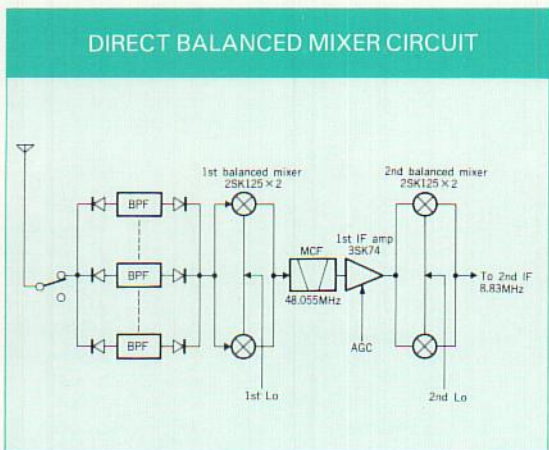 DIRECT BALANCED MIXER CIRCUIT
1st balanced mixer
2SK125×2
2nd balanced mixer
2SK125×2
BPF
BPF
BPF
MCF
48.055MHz
1st IF amp
3SK74
AGC
To 2nd IF
8.83MHz
1st Lo
2nd Lo